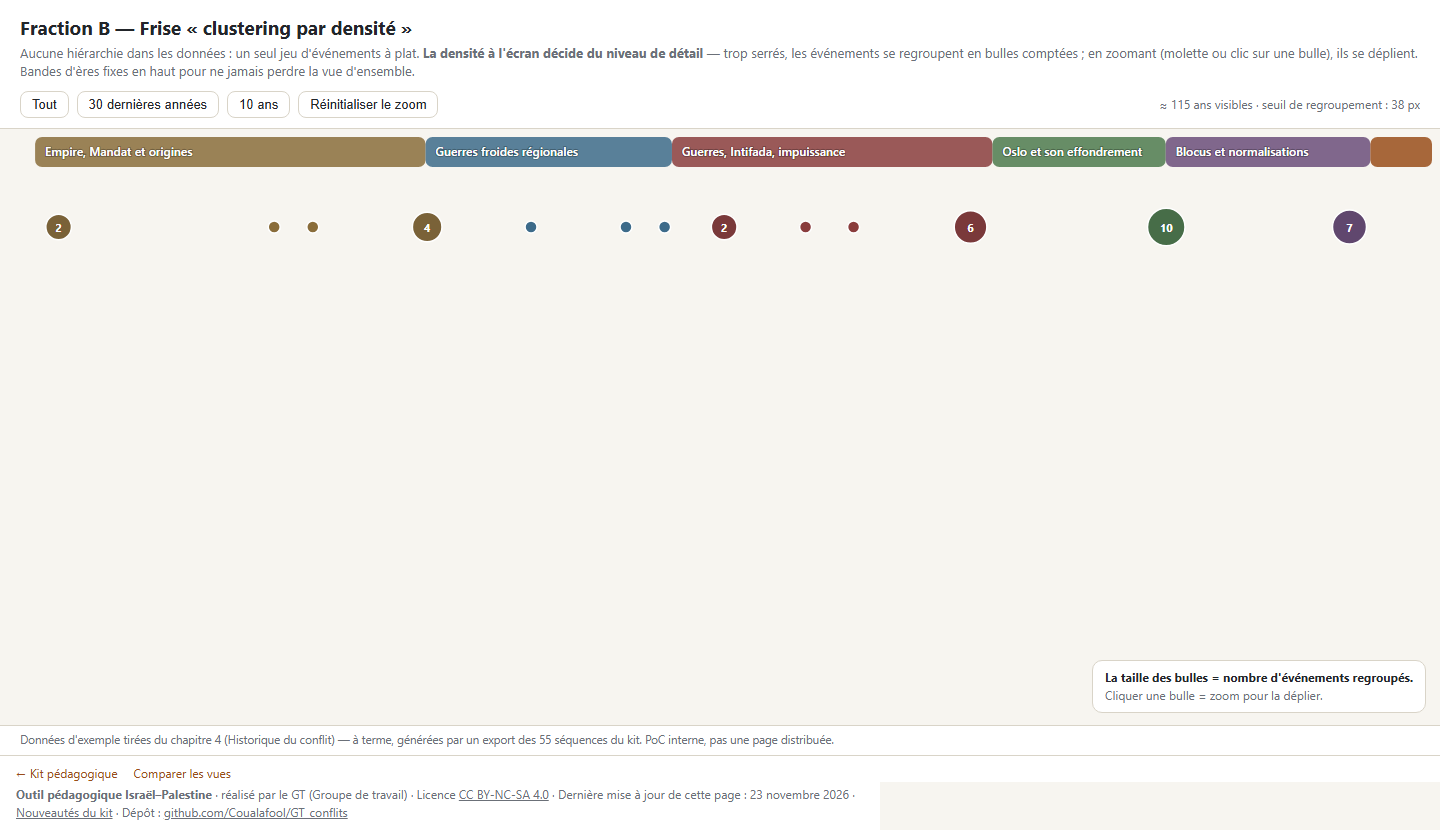 Fraction B — Frise « clustering par densité »
Aucune hiérarchie dans les données : un seul jeu d'événements à plat. La densité à l'écran décide du niveau de détail — trop serrés, les événements se regroupent en bulles comptées ; en zoomant (molette ou clic sur une bulle), ils se déplient.
Bandes d'ères fixes en haut pour ne jamais perdre la vue d'ensemble.
Tout 30 dernières années 10 ans Réinitialiser le zoom ≈ 115 ans visibles · seuil de regroupement : 38 px
Empire, Mandat et origines Guerres froides régionales Guerres, Intifada, impuissance Oslo et son effondrement Blocus et normalisations
2 4 2 6 10 7
La taille des bulles = nombre d'événements regroupés.
Cliquer une bulle = zoom pour la déplier.
Données d'exemple tirées du chapitre 4 (Historique du conflit) — à terme, générées par un export des 55 séquences du kit. PoC interne, pas une page distribuée.
← Kit pédagogique Comparer les vues
Outil pédagogique Israël–Palestine · réalisé par le GT (Groupe de travail) · Licence CC BY-NC-SA 4.0 · Dernière mise à jour de cette page : 23 novembre 2026 ·
Nouveautés du kit · Dépôt : github.com/Coualafool/GT_conflits